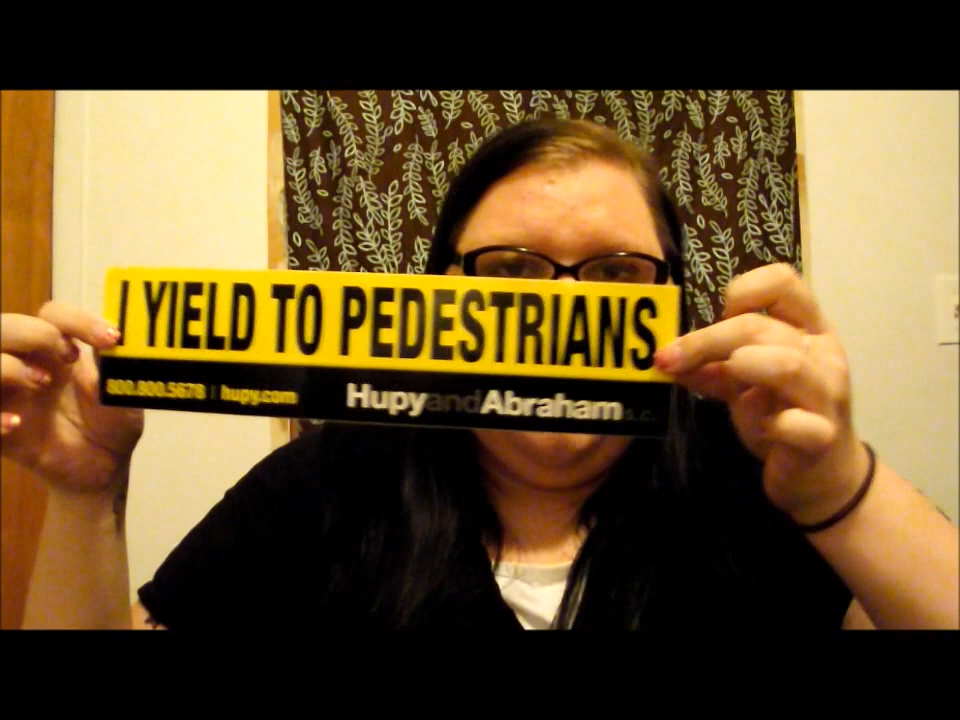 I YIELD TO PEDESTRIANS
800.800.5678 | hupy.com
HupyandAbraham s.c.